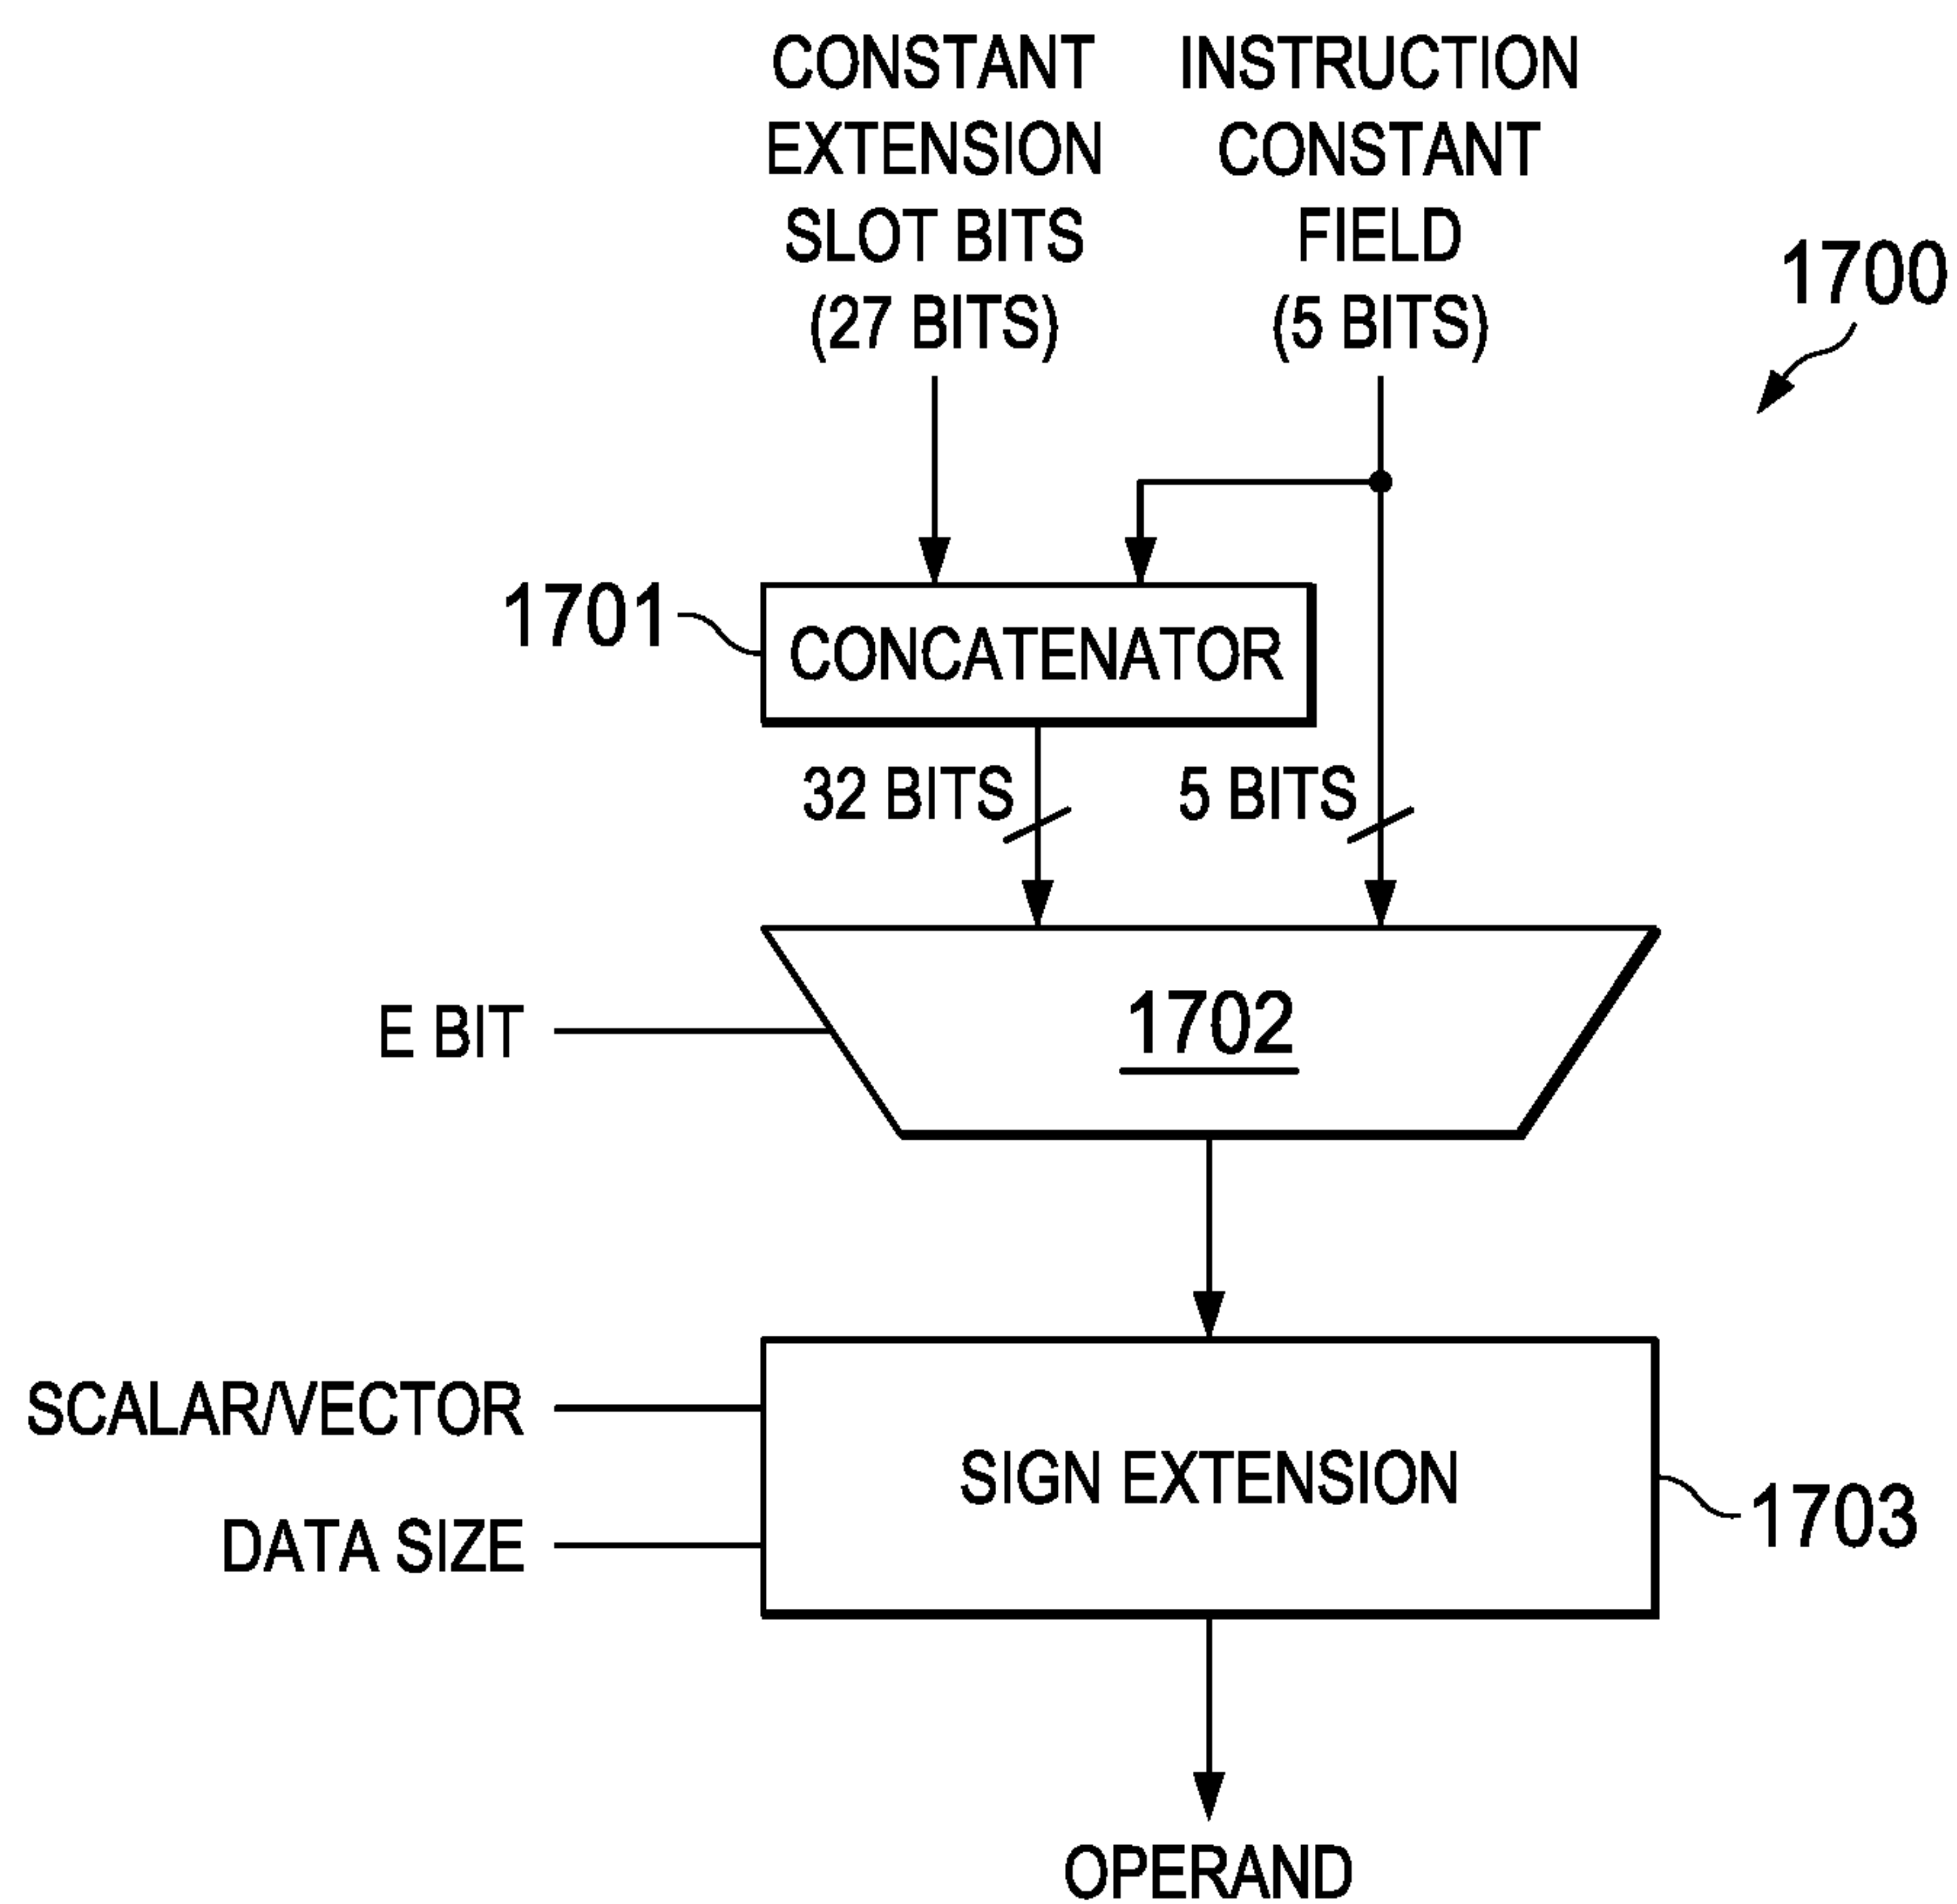 CONSTANT
EXTENSION
SLOT BITS
(27 BITS)
INSTRUCTION
CONSTANT
FIELD
(5 BITS)
1700
1701
CONCATENATOR
32 BITS
5 BITS
E BIT
1702
SCALAR/VECTOR
DATA SIZE
SIGN EXTENSION
1703
OPERAND